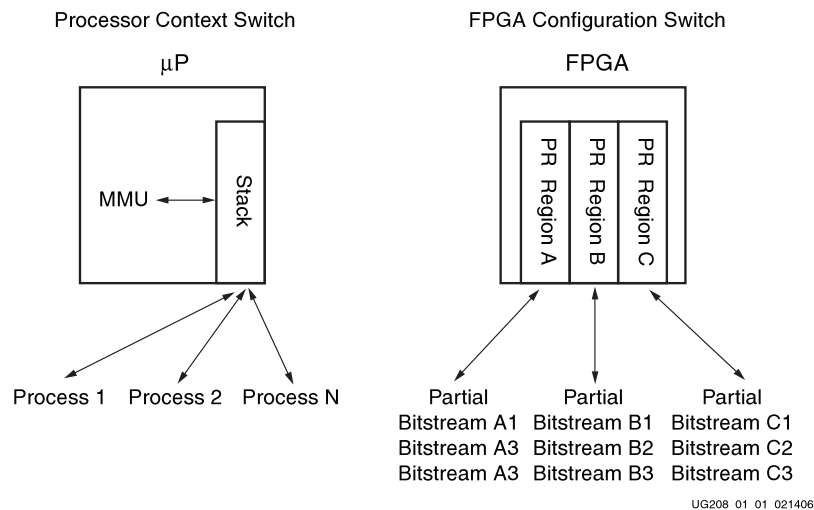 Processor Context Switch
FPGA Configuration Switch
μP
FPGA
MMU
Stack
PR Region A
PR Region B
PR Region C
Process 1
Process 2
Process N
Partial
Bitstream A1
Bitstream A3
Bitstream A3
Partial
Bitstream B1
Bitstream B2
Bitstream B3
Partial
Bitstream C1
Bitstream C2
Bitstream C3
UG208 01 01 021406